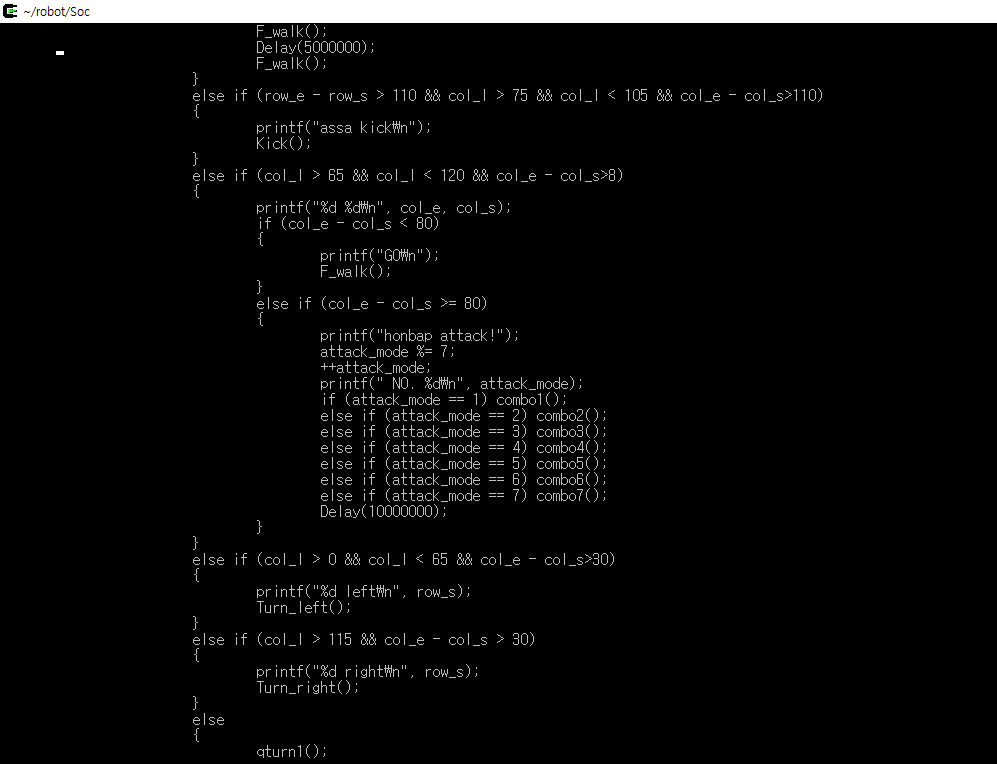 ~/robot/Soc
F_walk();
Delay(5000000);
F_walk();
}
else if (row_e - row_s > 110 && col_l > 75 && col_l < 105 && col_e - col_s>110)
{
printf("assa kick₩n");
Kick();
}
else if (col_l > 65 && col_l < 120 && col_e - col_s>8)
{
printf("%d %d₩n", col_e, col_s);
if (col_e - col_s < 80)
{
printf("GO₩n");
F_walk();
}
else if (col_e - col_s >= 80)
{
printf("honbap attack!");
attack_mode %= 7;
++attack_mode;
printf(" NO. %d₩n", attack_mode);
if (attack_mode == 1) combo1();
else if (attack_mode == 2) combo2();
else if (attack_mode == 3) combo3();
else if (attack_mode == 4) combo4();
else if (attack_mode == 5) combo5();
else if (attack_mode == 6) combo6();
else if (attack_mode == 7) combo7();
Delay(10000000);
}
}
else if (col_l > 0 && col_l < 65 && col_e - col_s>30)
{
printf("%d left₩n", row_s);
Turn_left();
}
else if (col_l > 115 && col_e - col_s > 30)
{
printf("%d right₩n", row_s);
Turn_right();
}
else
{
qturn1();